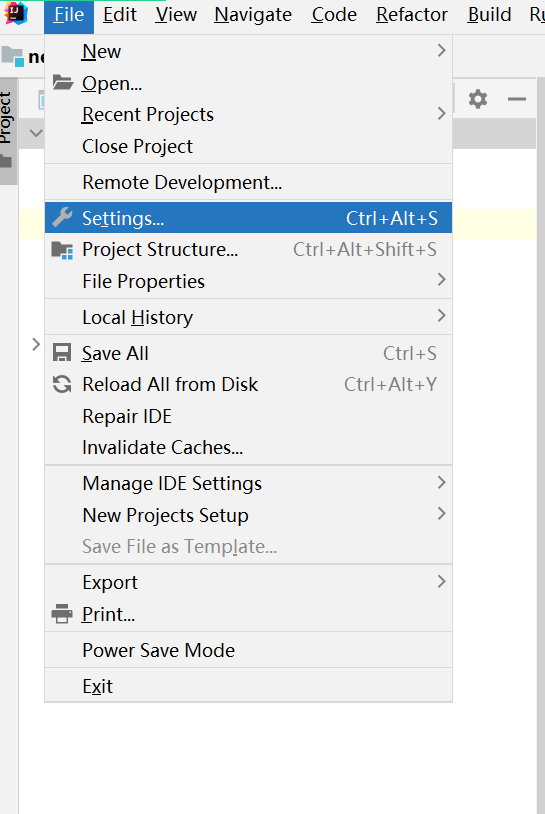 File Edit View Navigate Code Refactor Build
Project
New
Open...
Recent Projects
Close Project
Remote Development...
Settings... Ctrl+Alt+S
Project Structure... Ctrl+Alt+Shift+S
File Properties
Local History
Save All Ctrl+S
Reload All from Disk Ctrl+Alt+Y
Repair IDE
Invalidate Caches...
Manage IDE Settings
New Projects Setup
Save File as Template...
Export
Print...
Power Save Mode
Exit